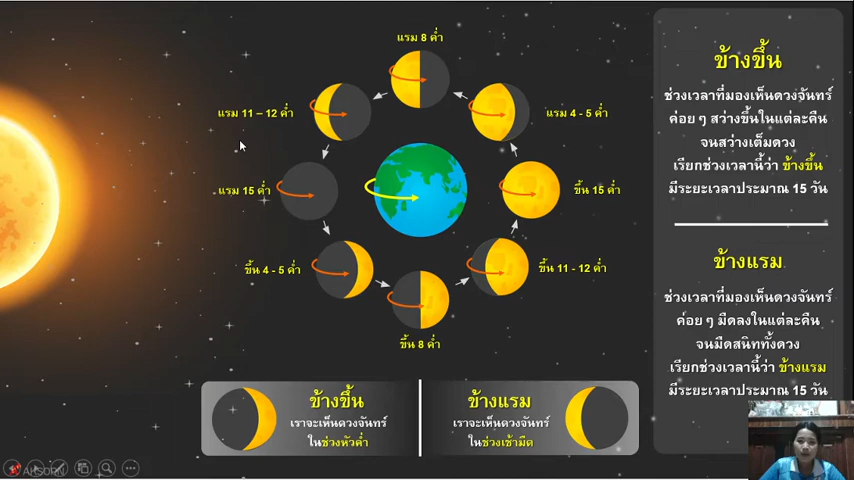 แรม 8 ค่ำ
แรม 11 – 12 ค่ำ
แรม 4 - 5 ค่ำ
แรม 15 ค่ำ
ขึ้น 15 ค่ำ
ขึ้น 4 - 5 ค่ำ
ขึ้น 11 - 12 ค่ำ
ขึ้น 8 ค่ำ
ข้างขึ้น
เราจะเห็นดวงจันทร์
ในช่วงหัวค่ำ
ข้างแรม
เราจะเห็นดวงจันทร์
ในช่วงเช้ามืด
ข้างขึ้น
ช่วงเวลาที่มองเห็นดวงจันทร์
ค่อย ๆ สว่างขึ้นในแต่ละคืน
จนสว่างเต็มดวง
เรียกช่วงเวลานี้ว่า ข้างขึ้น
มีระยะเวลาประมาณ 15 วัน
ข้างแรม
ช่วงเวลาที่มองเห็นดวงจันทร์
ค่อย ๆ มืดลงในแต่ละคืน
จนมืดสนิททั้งดวง
เรียกช่วงเวลานี้ว่า ข้างแรม
มีระยะเวลาประมาณ 15 วัน